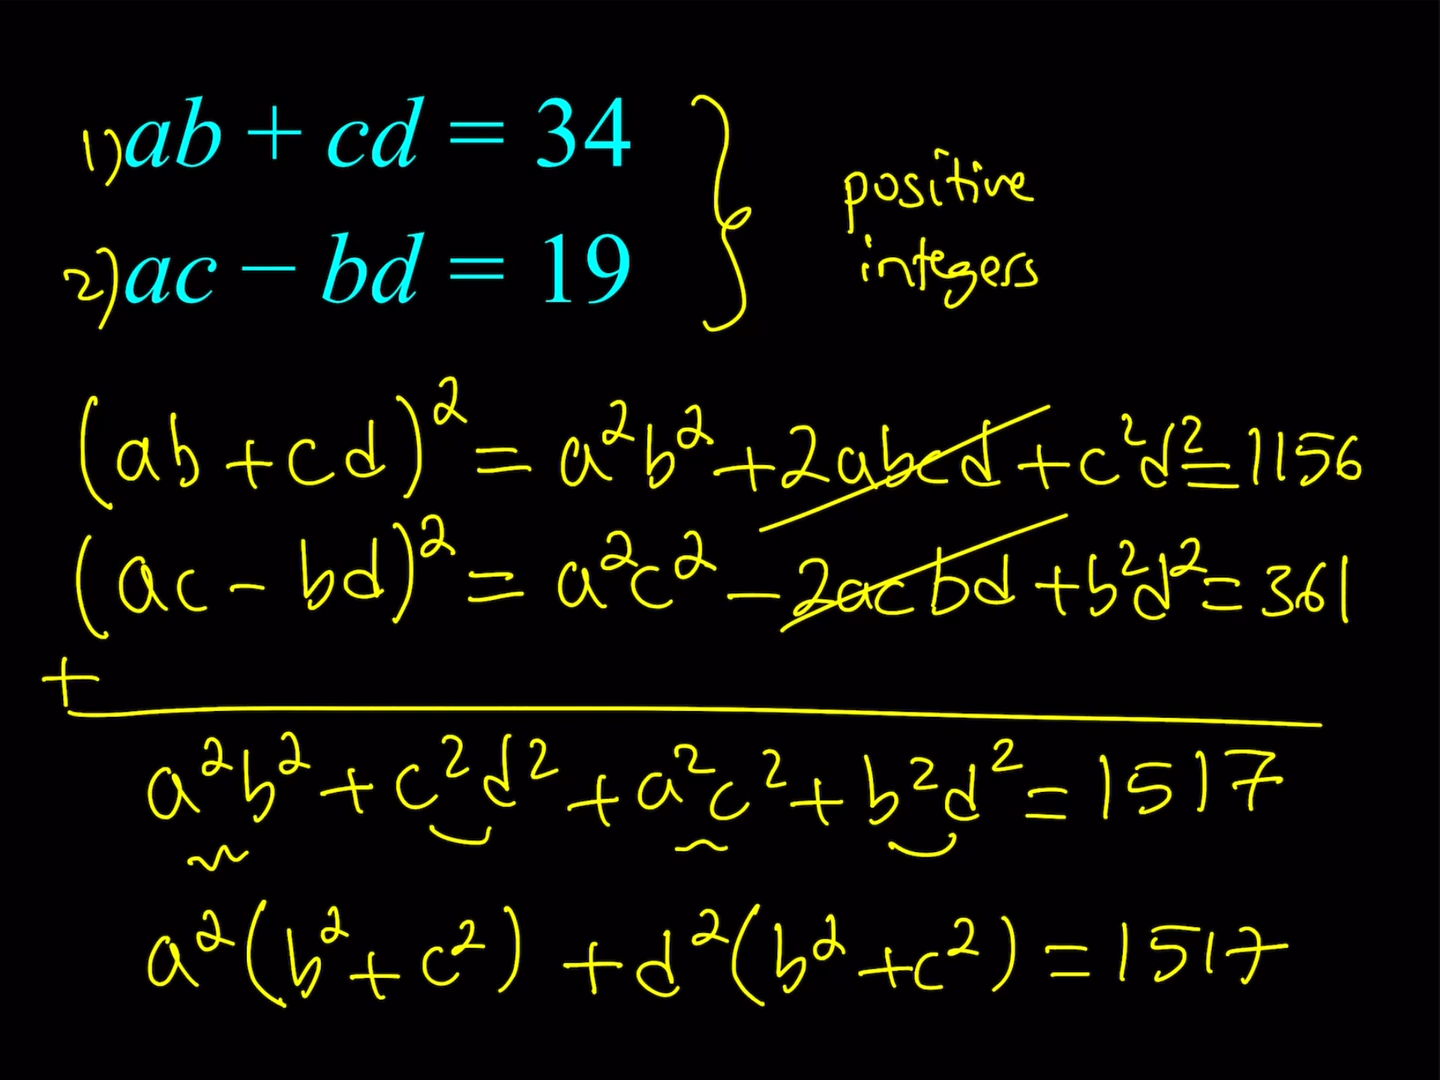 1) ab + cd = 34
2) ac − bd = 19
positive
integers
(ab + cd)² = a²b² + 2abcd + c²d² = 1156
(ac − bd)² = a²c² − 2acbd + b²d² = 361
+
a²b² + c²d² + a²c² + b²d² = 1517
a²(b² + c²) + d²(b² + c²) = 1517